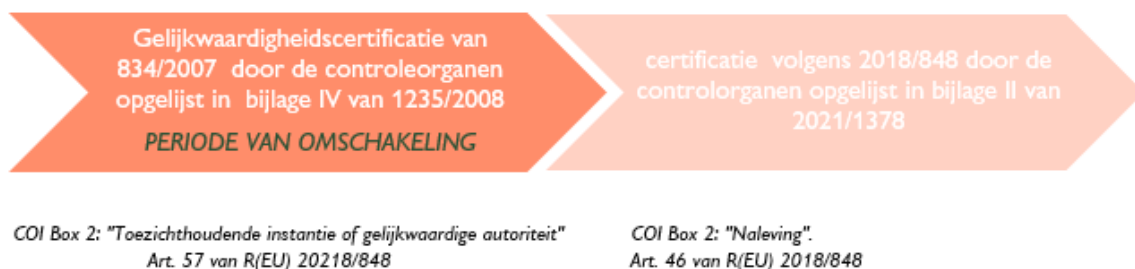 Gelijkwaardigheidscertificatie van
834/2007 door de controleorganen
opgelijst in bijlage IV van 1235/2008
PERIODE VAN OMSCHAKELING
certificatie volgens 2018/848 door de
controlorganen opgelijst in bijlage II van
2021/1378
COI Box 2: "Toezichthoudende instantie of gelijkwaardige autoriteit"
Art. 57 van R(EU) 20218/848
COI Box 2: "Naleving".
Art. 46 van R(EU) 2018/848